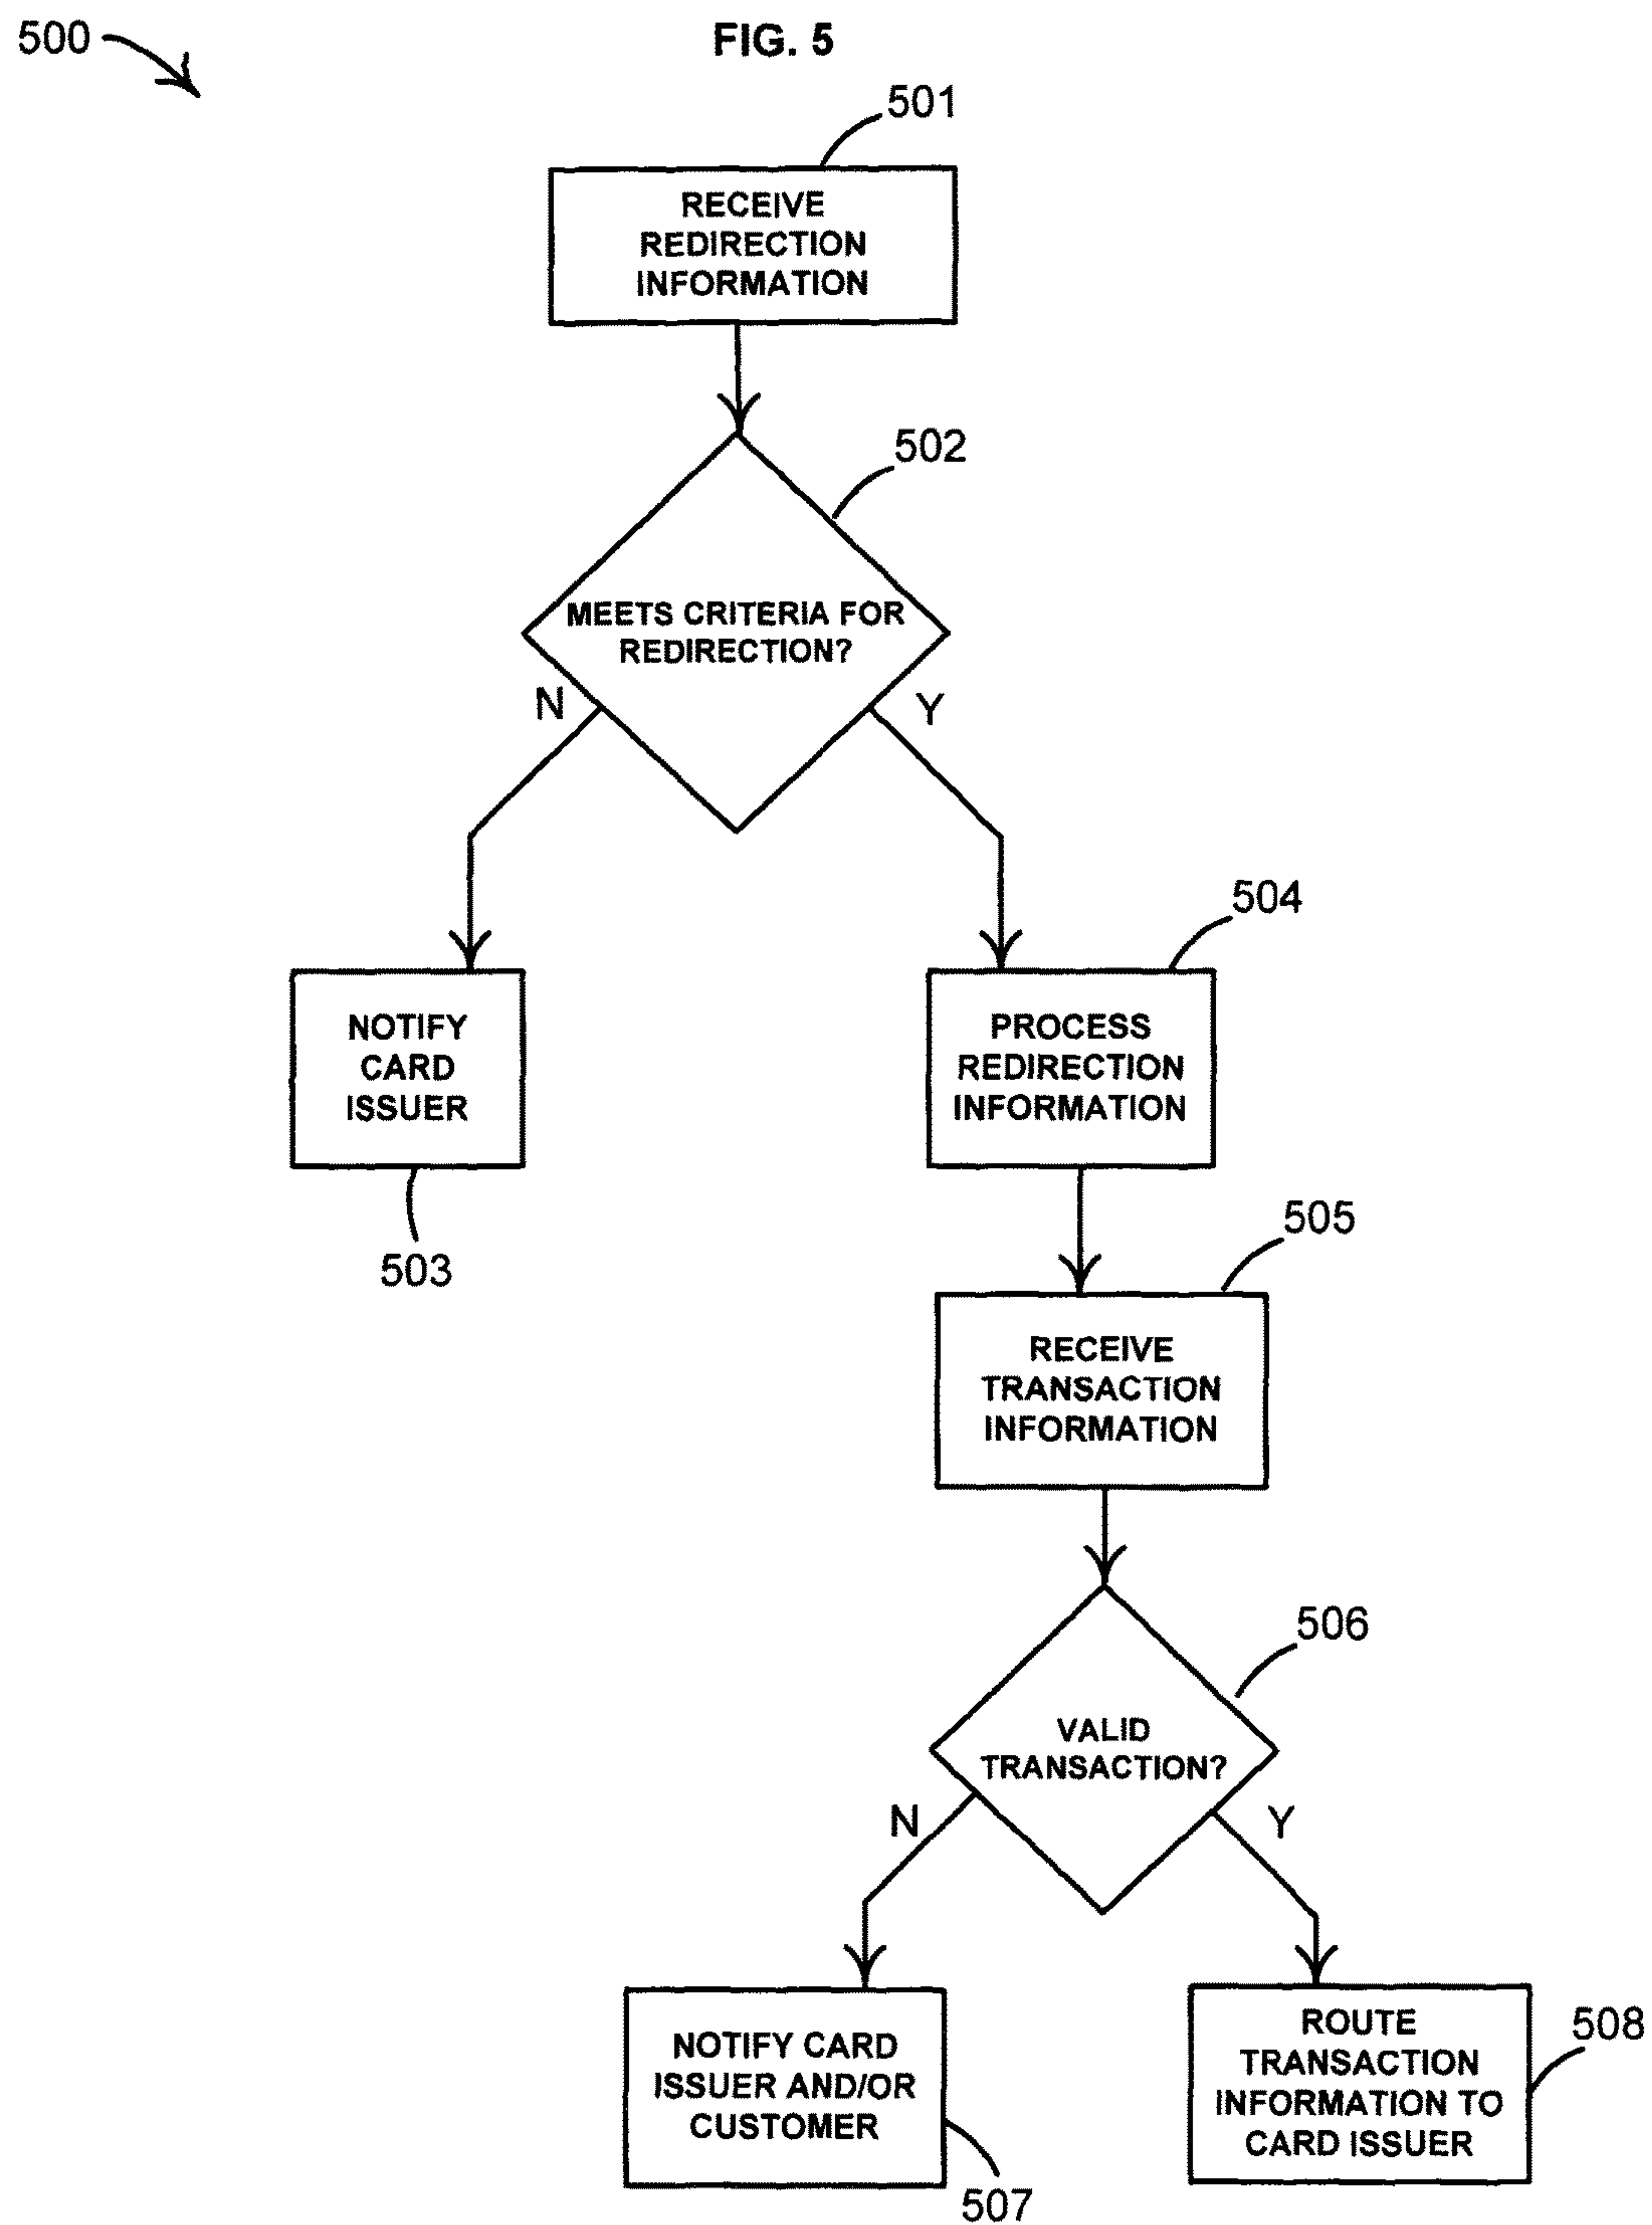 500
FIG. 5
501
RECEIVE
REDIRECTION
INFORMATION
502
MEETS CRITERIA FOR
REDIRECTION?
N
Y
504
NOTIFY
CARD
ISSUER
503
PROCESS
REDIRECTION
INFORMATION
505
RECEIVE
TRANSACTION
INFORMATION
506
VALID
TRANSACTION?
N
Y
NOTIFY CARD
ISSUER AND/OR
CUSTOMER
507
ROUTE
TRANSACTION
INFORMATION TO
CARD ISSUER
508